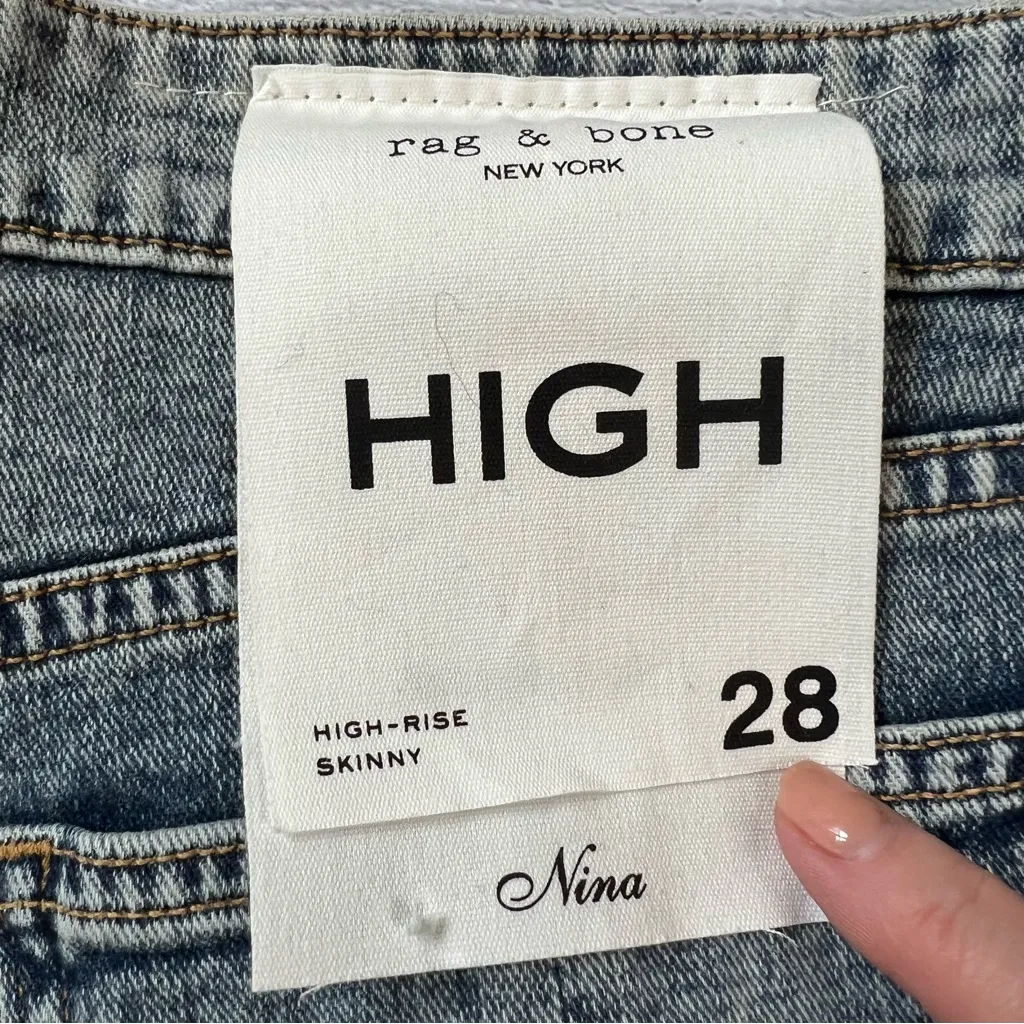 rag & bone
NEW YORK
HIGH
28
HIGH-RISE
SKINNY
Nina